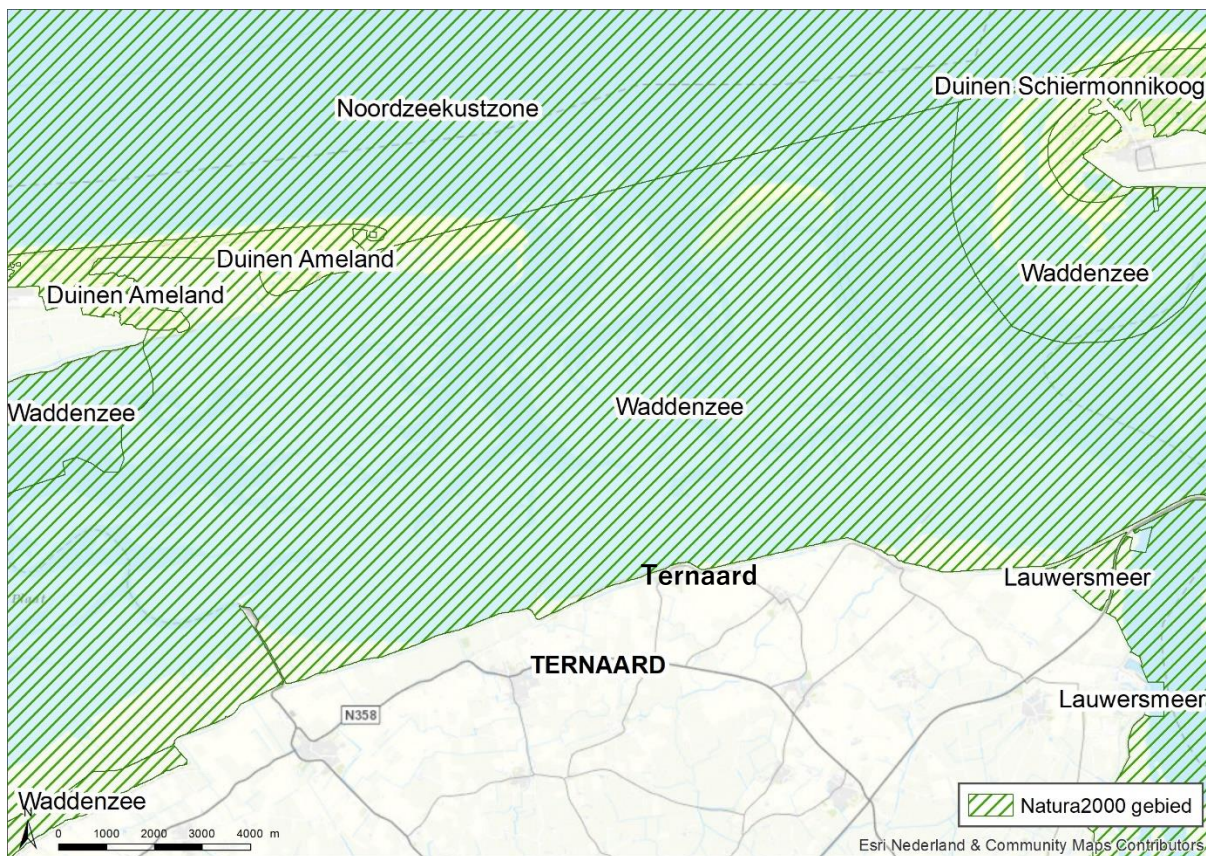 Duinen Schiermonnikoog
Noordzeekustzone
Duinen Ameland
Waddenzee
Duinen Ameland
Waddenzee
Waddenzee
Ternaard
Lauwersmeer
Plaat
TERNAARD
Lauwersmeer
N358
Waddenzee
Natura2000 gebied
N
0 1000 2000 3000 4000 m
Esri Nederland & Community Maps Contributors